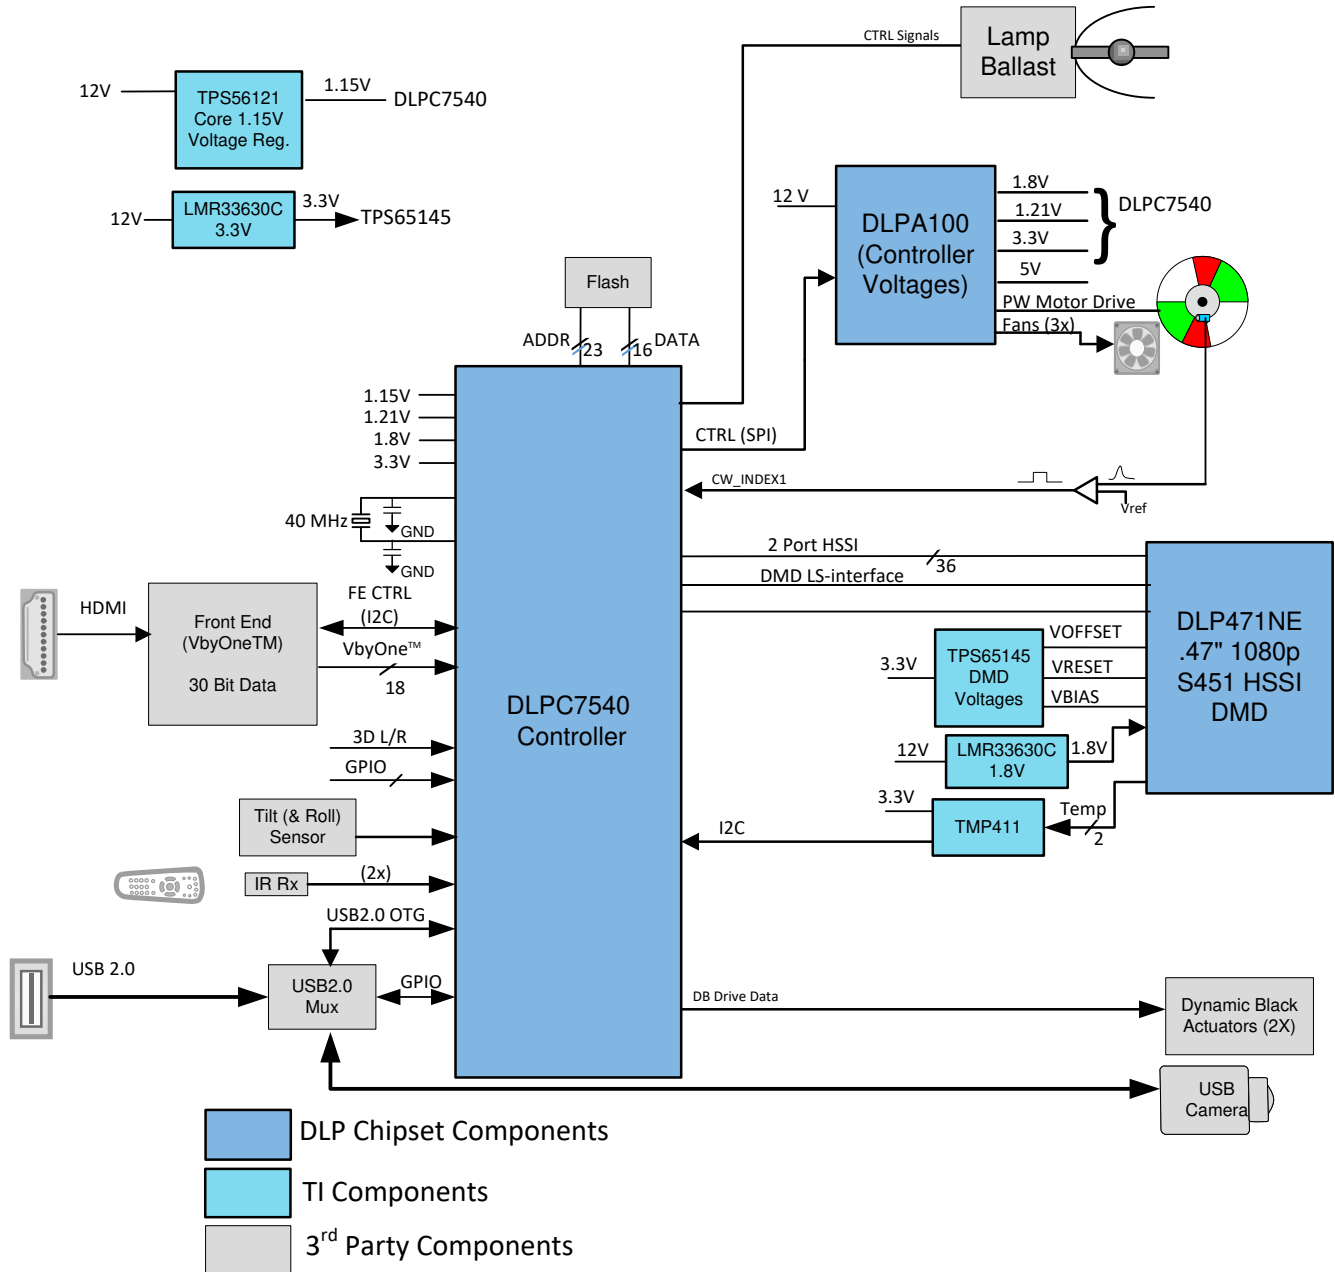 CTRL Signals
Lamp
Ballast
12V
TPS56121
Core 1.15V
Voltage Reg.
1.15V
DLPC7540
12V
LMR33630C
3.3V
3.3V
TPS65145
12 V
DLPA100
(Controller
Voltages)
1.8V
1.21V
3.3V
5V
}
DLPC7540
PW Motor Drive
Fans (3x)
Flash
ADDR
23
16
DATA
1.15V
1.21V
1.8V
3.3V
40 MHz
GND
GND
CTRL (SPI)
CW_INDEX1
Vref
2 Port HSSI
36
DMD LS-interface
HDMI
Front End
(VbyOneTM)
30 Bit Data
FE CTRL
(I2C)
VbyOne™
18
DLPC7540
Controller
3D L/R
GPIO
Tilt (& Roll)
Sensor
IR Rx
(2x)
USB2.0 OTG
USB 2.0
USB2.0
Mux
GPIO
3.3V
TPS65145
DMD
Voltages
VOFFSET
VRESET
VBIAS
DLP471NE
.47" 1080p
S451 HSSI
DMD
12V
LMR33630C
1.8V
1.8V
3.3V
TMP411
Temp
2
I2C
DB Drive Data
Dynamic Black
Actuators (2X)
USB
Camera
DLP Chipset Components
TI Components
3rd Party Components